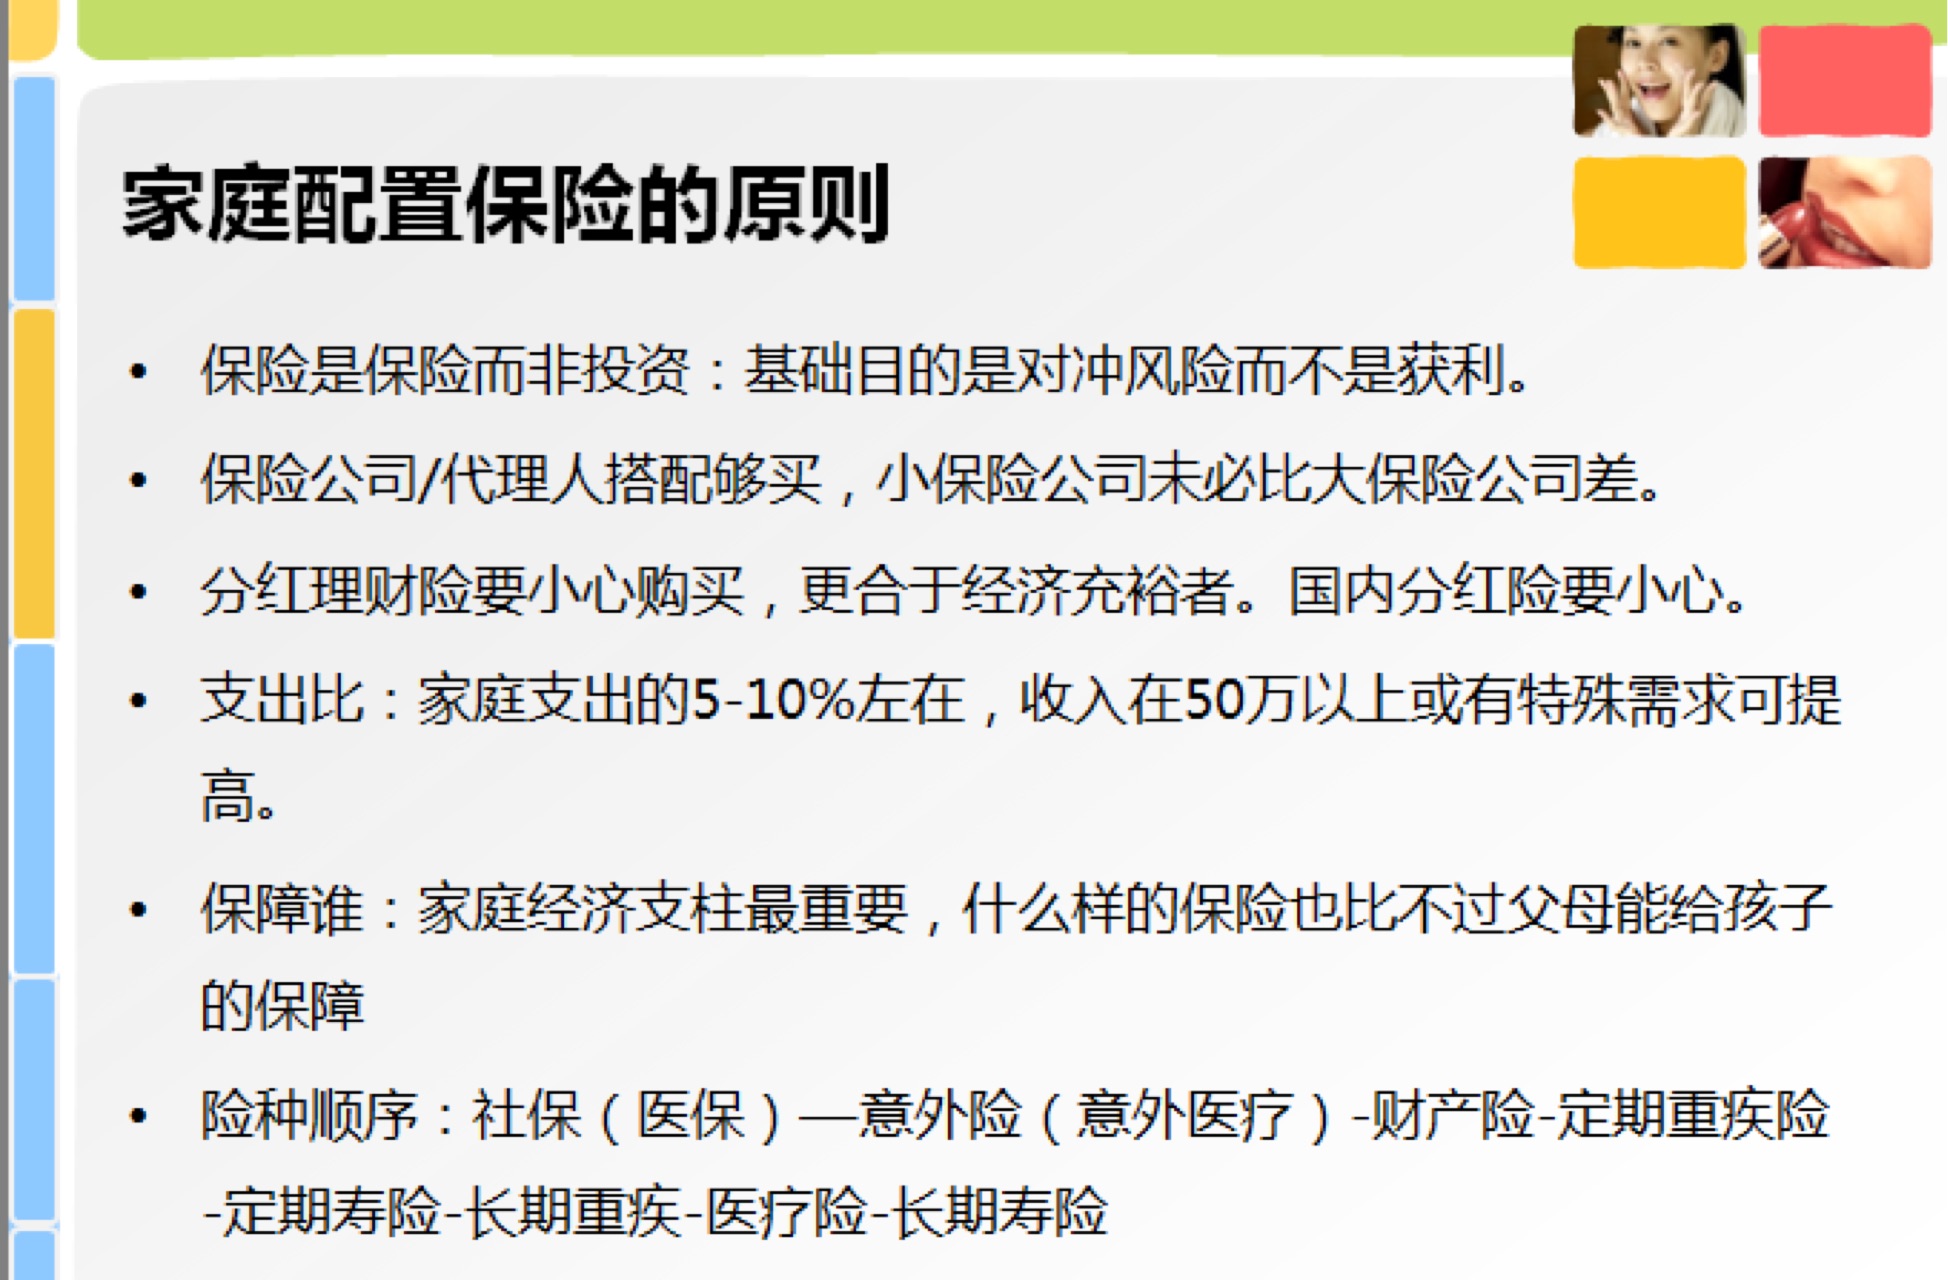 家庭配置保险的原则
• 保险是保险而非投资：基础目的是对冲风险而不是获利。
• 保险公司/代理人搭配够买，小保险公司未必比大保险公司差。
• 分红理财险要小心购买，更合于经济充裕者。国内分红险要小心。
• 支出比：家庭支出的5-10%左在，收入在50万以上或有特殊需求可提
高。
• 保障谁：家庭经济支柱最重要，什么样的保险也比不过父母能给孩子
的保障
• 险种顺序：社保（医保）—意外险（意外医疗）-财产险-定期重疾险
-定期寿险-长期重疾-医疗险-长期寿险